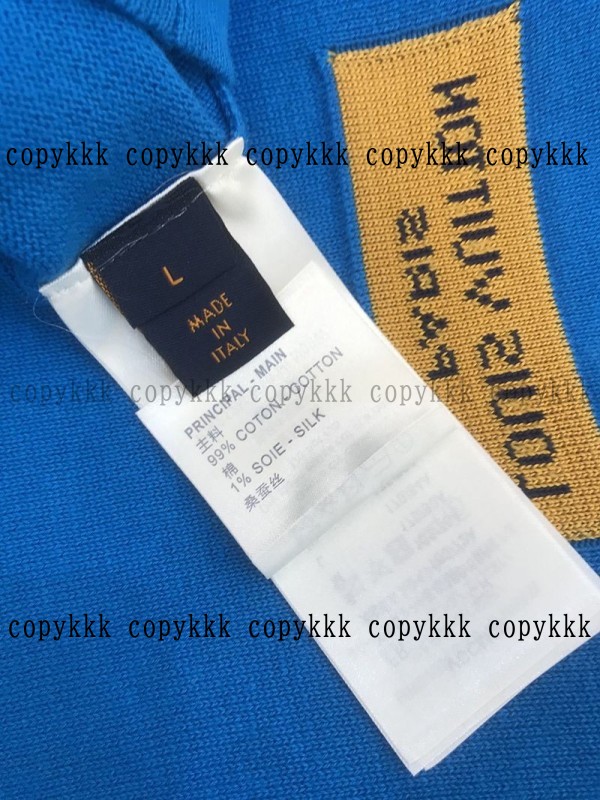 copykkk copykkk copykkk copykkk copykkk
LOUIS VUITTON
PARIS
L
MADE
IN
ITALY
PRINCIPAL - MAIN
主料
99% COTON - COTTON
棉
1% SOIE - SILK
桑蚕丝
copykkk copykkk copykkk copykkk copykkk
copykkk copykkk copykkk copykkk copykkk